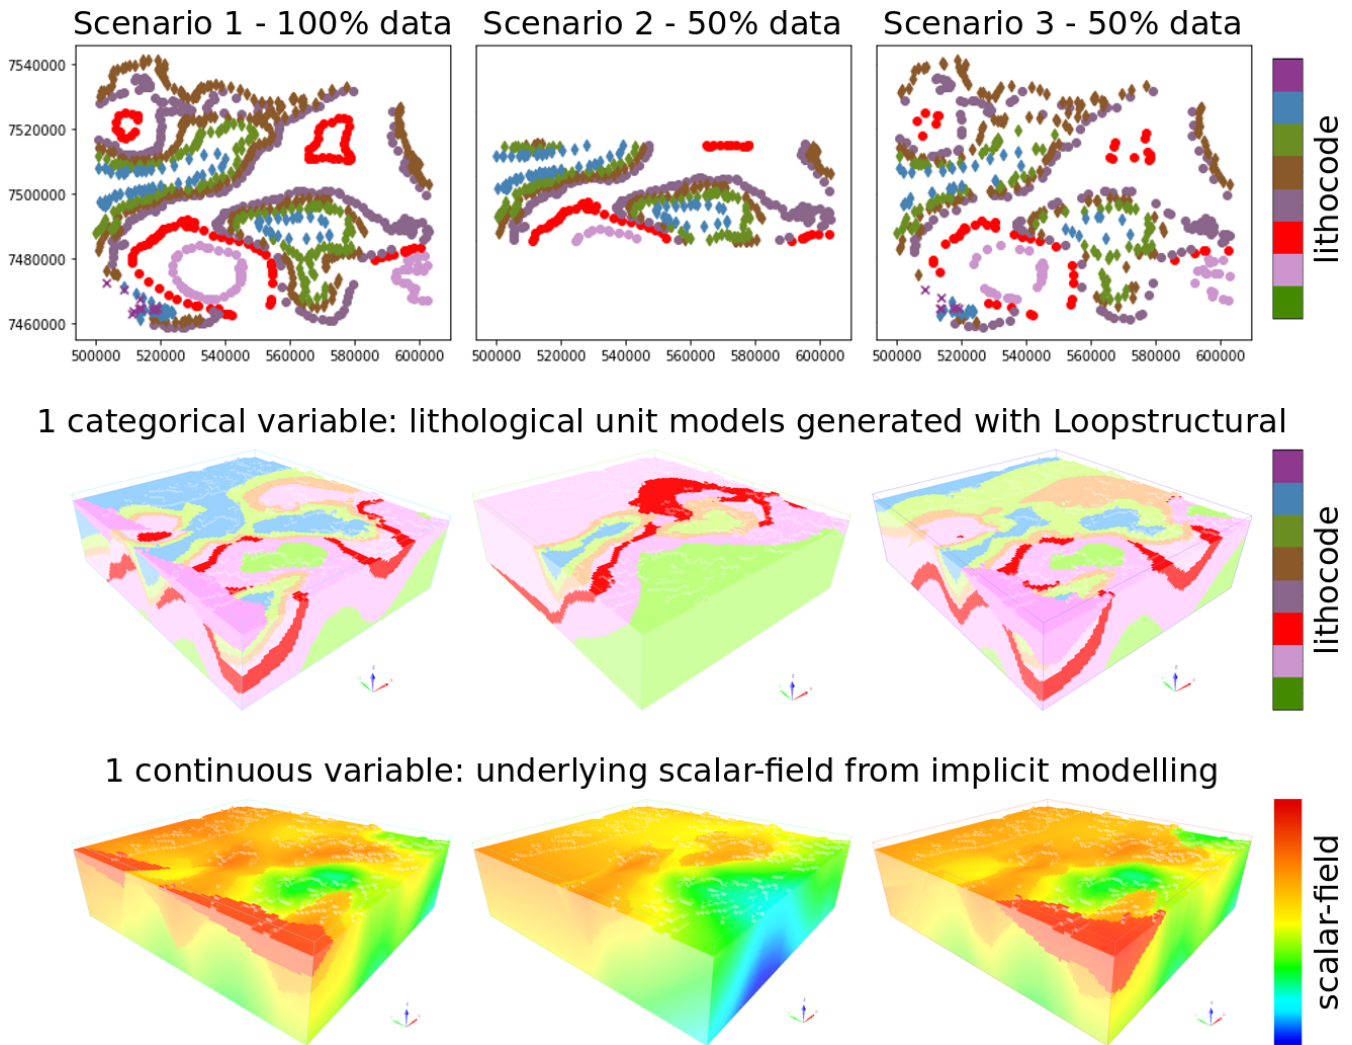 Scenario 1 - 100% data
Scenario 2 - 50% data
Scenario 3 - 50% data
7540000
7520000
7500000
7480000
7460000
500000 520000 540000 560000 580000 600000
500000 520000 540000 560000 580000 600000
500000 520000 540000 560000 580000 600000
lithocode
1 categorical variable: lithological unit models generated with Loopstructural
lithocode
1 continuous variable: underlying scalar-field from implicit modelling
scalar-field